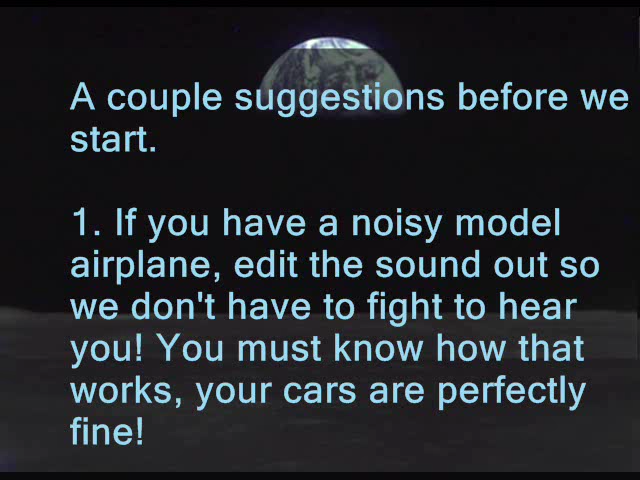 A couple suggestions before we
start.
1. If you have a noisy model
airplane, edit the sound out so
we don't have to fight to hear
you! You must know how that
works, your cars are perfectly
fine!